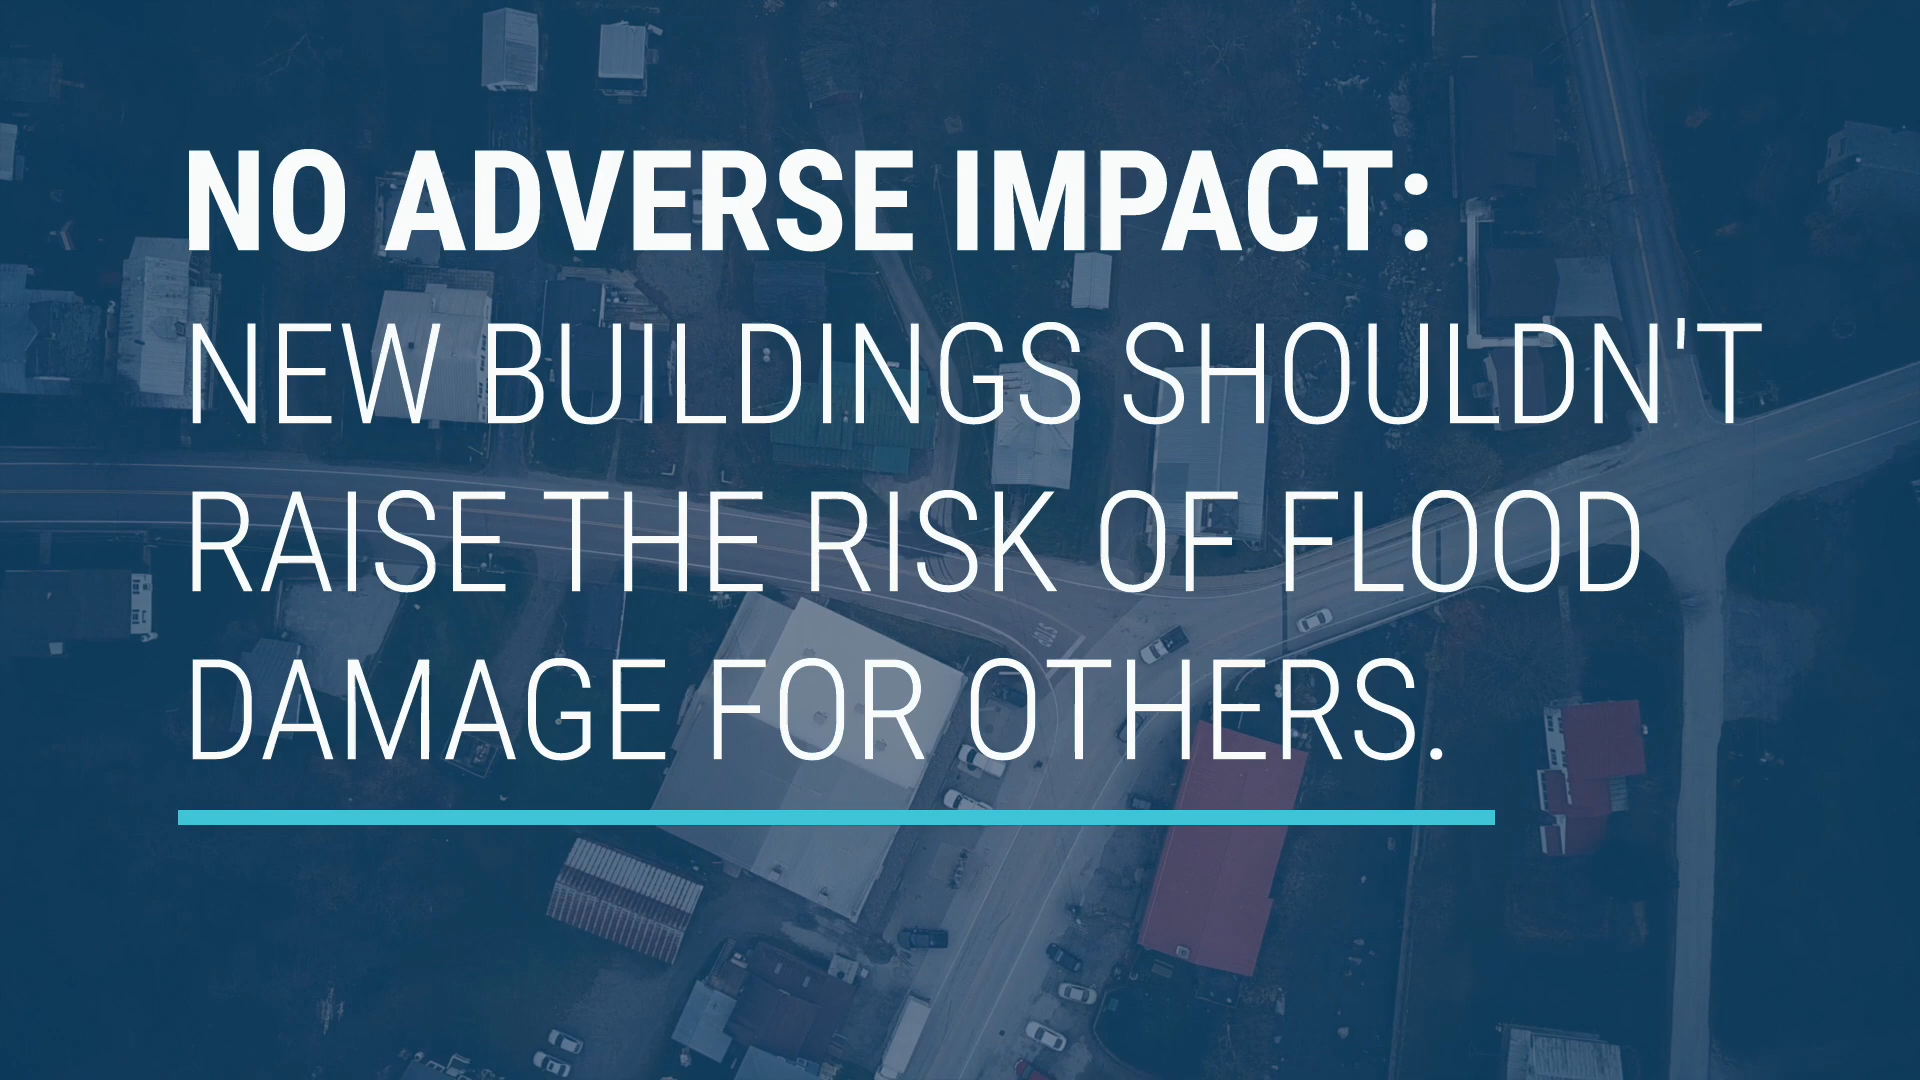 NO ADVERSE IMPACT:
NEW BUILDINGS SHOULDN'T
RAISE THE RISK OF FLOOD
DAMAGE FOR OTHERS.